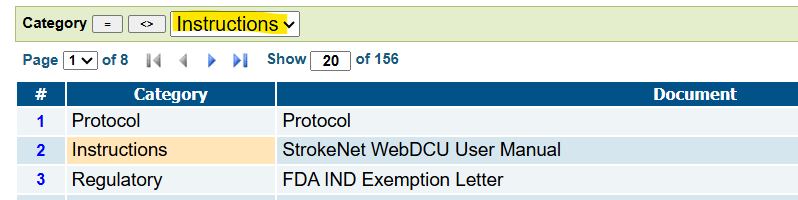 Category = <> Instructions
Page 1 of 8 Show 20 of 156
# Category Document
1 Protocol Protocol
2 Instructions StrokeNet WebDCU User Manual
3 Regulatory FDA IND Exemption Letter